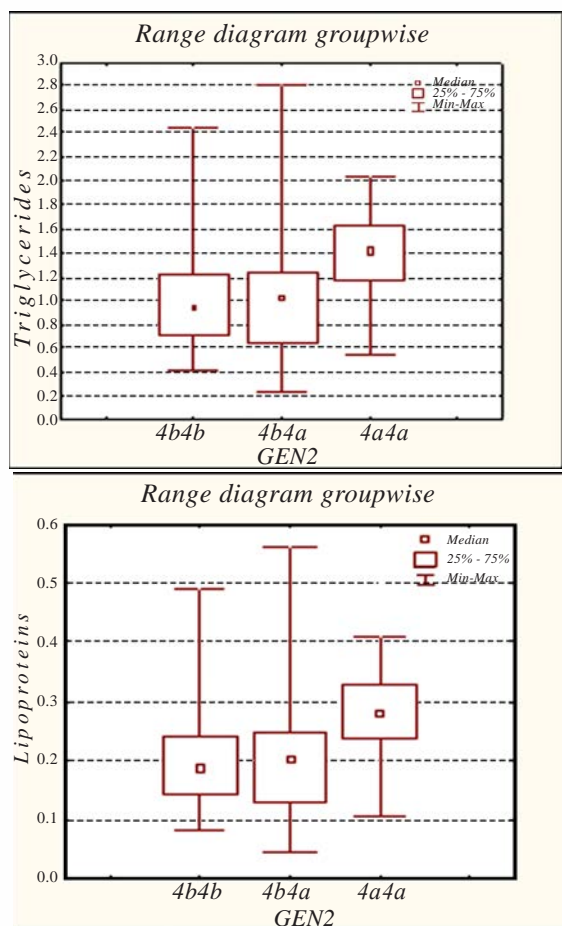 Range diagram groupwise
Triglycerides
3.0
2.8
2.6
2.4
2.2
2.0
1.8
1.6
1.4
1.2
1.0
0.8
0.6
0.4
0.2
0.0
Median
25% - 75%
Min-Max
4b4b 4b4a 4a4a
GEN2
Range diagram groupwise
Lipoproteins
0.6
0.5
0.4
0.3
0.2
0.1
0.0
Median
25% - 75%
Min-Max
4b4b 4b4a 4a4a
GEN2